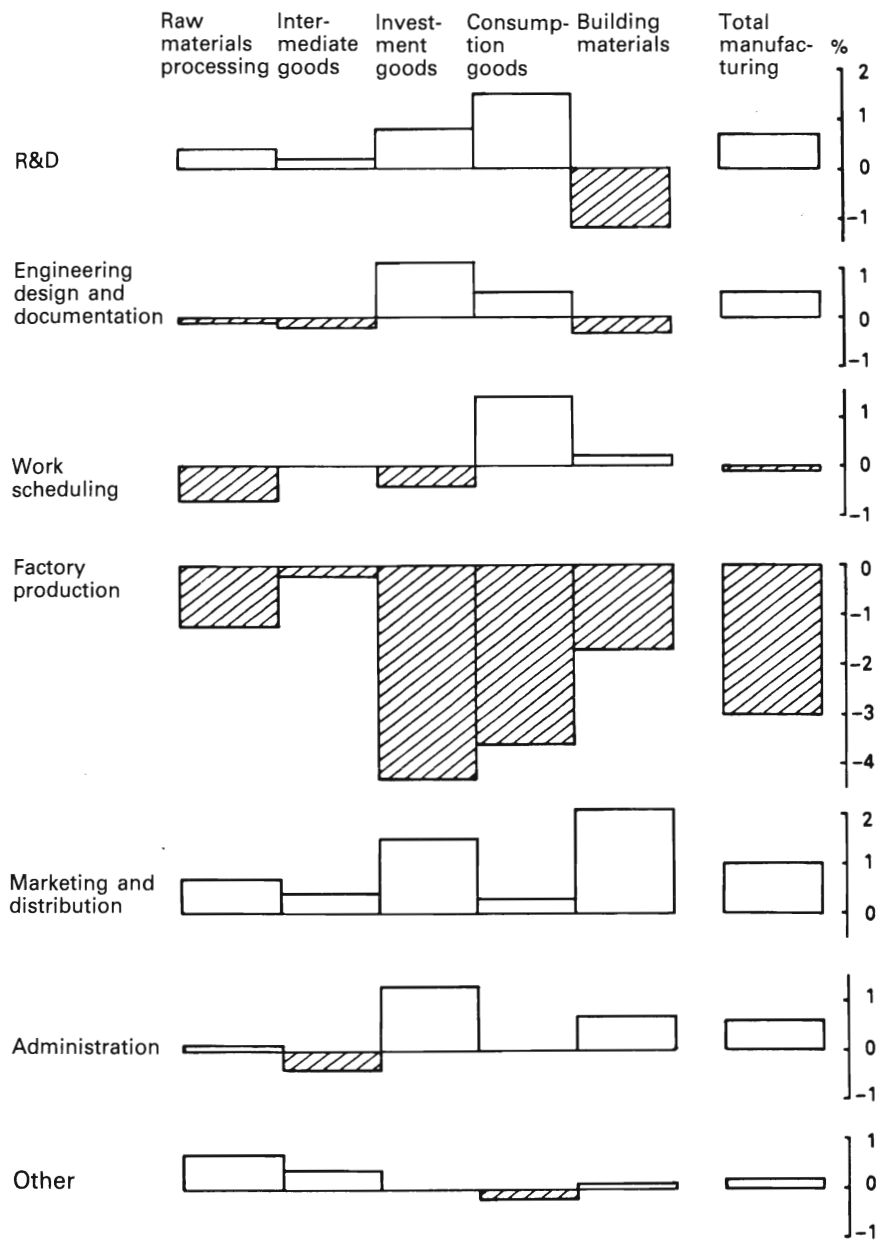 Raw
materials
processing
Inter-
mediate
goods
Invest-
ment
goods
Consump-
tion
goods
Building
materials
Total
manufac-
turing
%
2
1
0
-1
R&D
Engineering
design and
documentation
1
0
-1
Work
scheduling
1
0
-1
Factory
production
0
-1
-2
-3
-4
Marketing and
distribution
2
1
0
Administration
1
0
-1
Other
1
0
-1